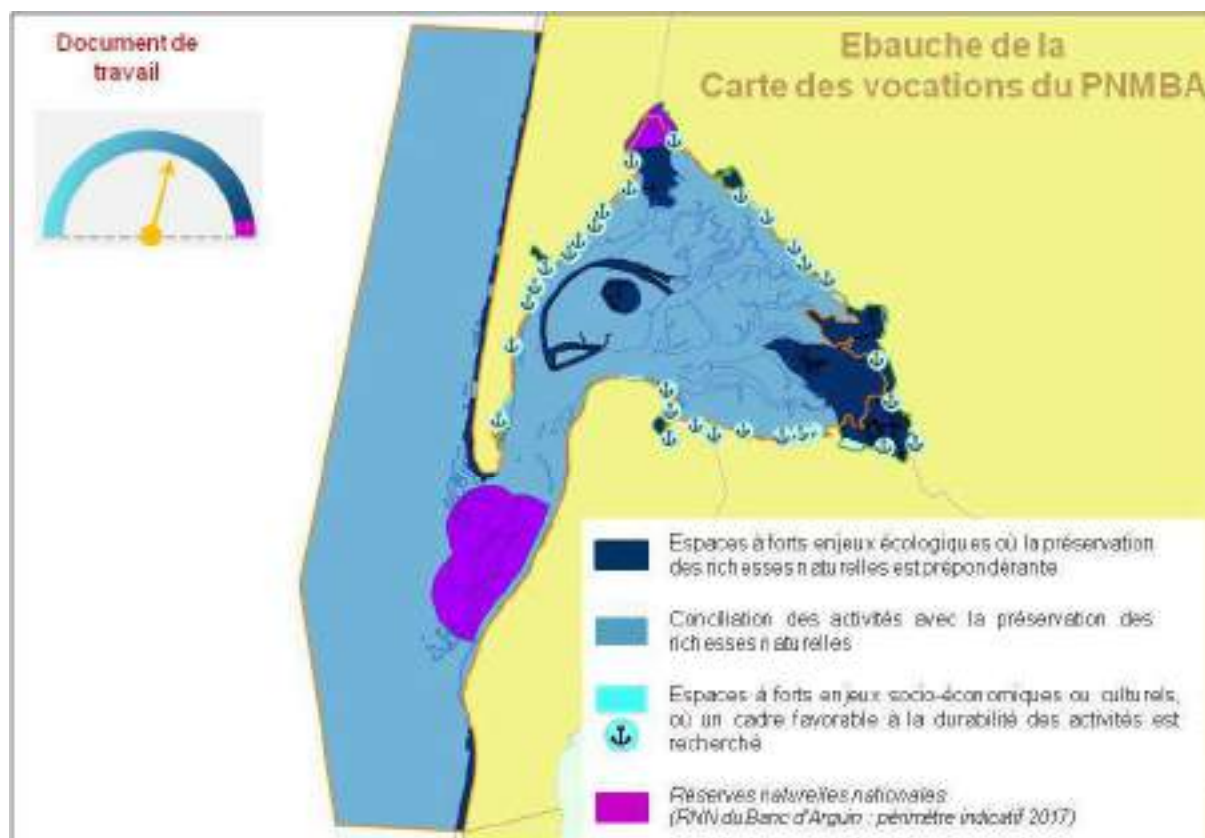 Document de
travail
Ebauche de la
Carte des vocations du PNMBA
Espaces à forts enjeux écologiques où la préservation
des richesses naturelles est prépondérante
Conciliation des activités avec la préservation des
richesses naturelles
Espaces à forts enjeux socio-économiques ou culturels,
où un cadre favorable à la durabilité des activités est
recherché
Réserves naturelles nationales
(RNN du Banc d'Arguin : périmètre indicatif 2017)